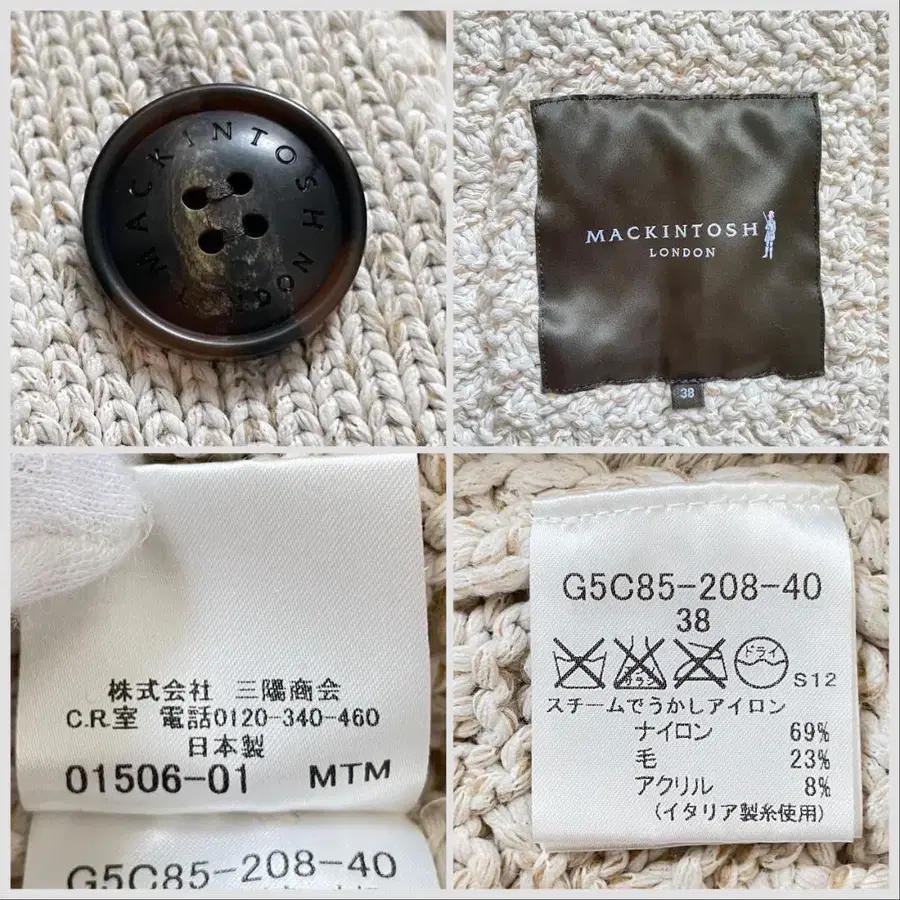 MACKINTOSH LONDON
MACKINTOSH
LONDON
38
株式会社 三陽商会
C.R.室 電話0120-340-460
日本製
01506-01 MTM
G5C85-208-40
G5C85-208-40
38
サラシ
ドライ
S12
スチームでうかしアイロン
ナイロン 69%
毛 23%
アクリル 8%
(イタリア製糸使用)